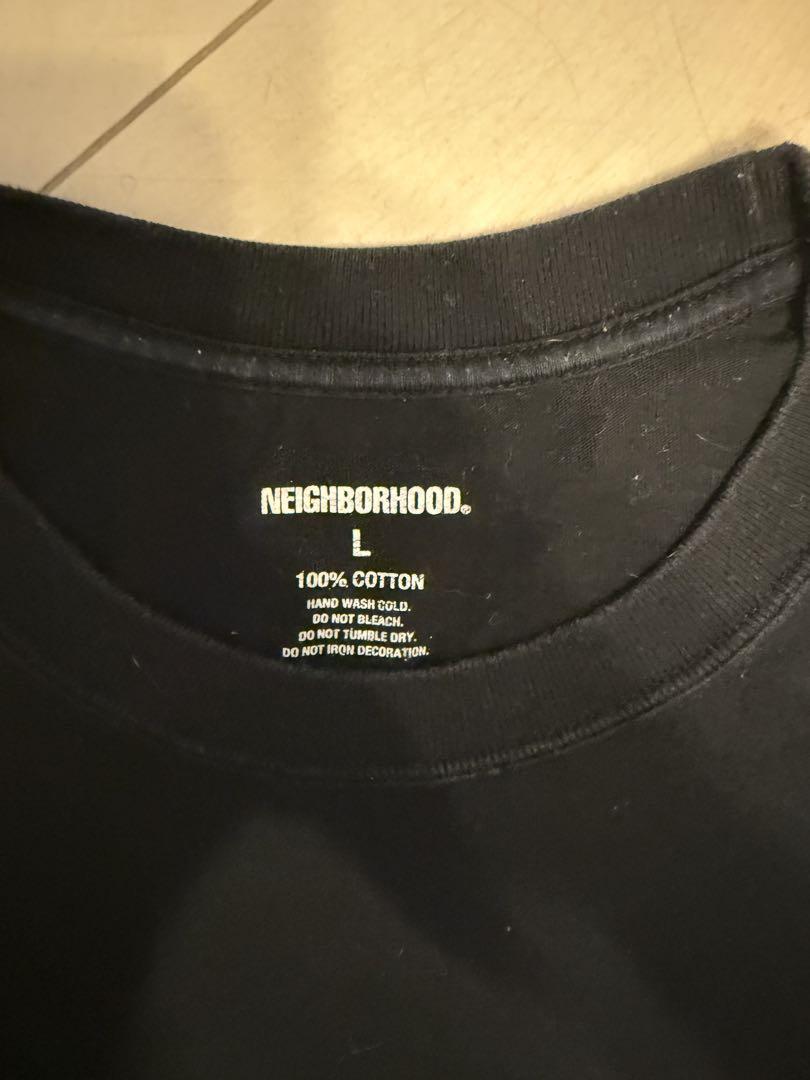 NEIGHBORHOOD®
L
100% COTTON
HAND WASH COLD.
DO NOT BLEACH.
DO NOT TUMBLE DRY.
DO NOT IRON DECORATION.